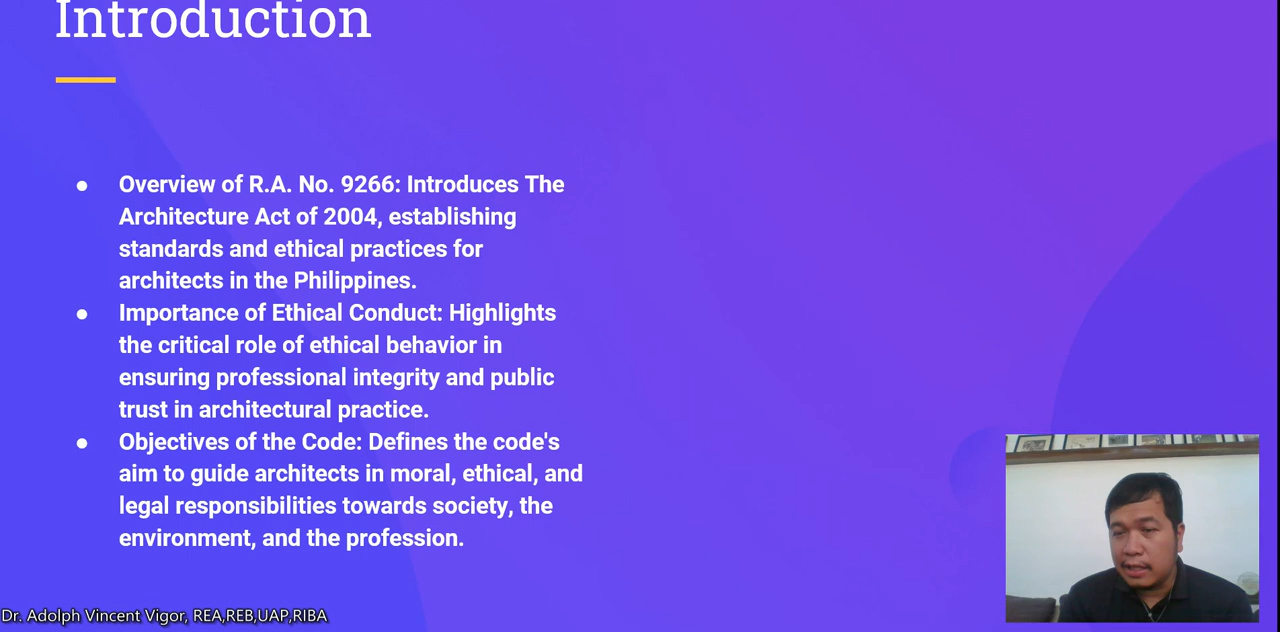 Introduction
● Overview of R.A. No. 9266: Introduces The
Architecture Act of 2004, establishing
standards and ethical practices for
architects in the Philippines.
● Importance of Ethical Conduct: Highlights
the critical role of ethical behavior in
ensuring professional integrity and public
trust in architectural practice.
● Objectives of the Code: Defines the code's
aim to guide architects in moral, ethical, and
legal responsibilities towards society, the
environment, and the profession.
Dr. Adolph Vincent Vigor, REA,REB,UAP,RIBA